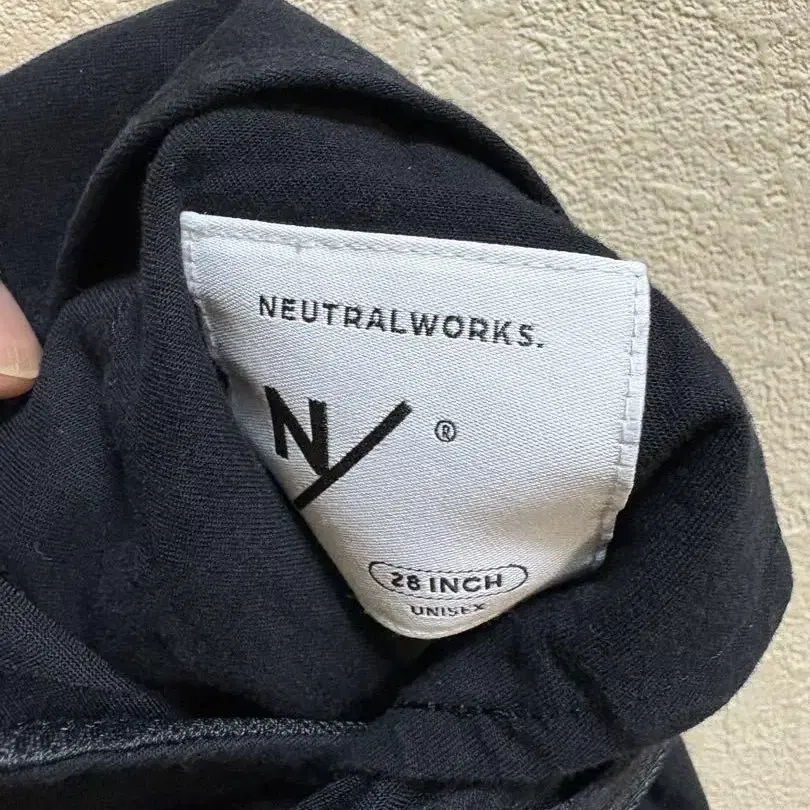 NEUTRALWORKS.
N/ ®
28 INCH
UNISEX